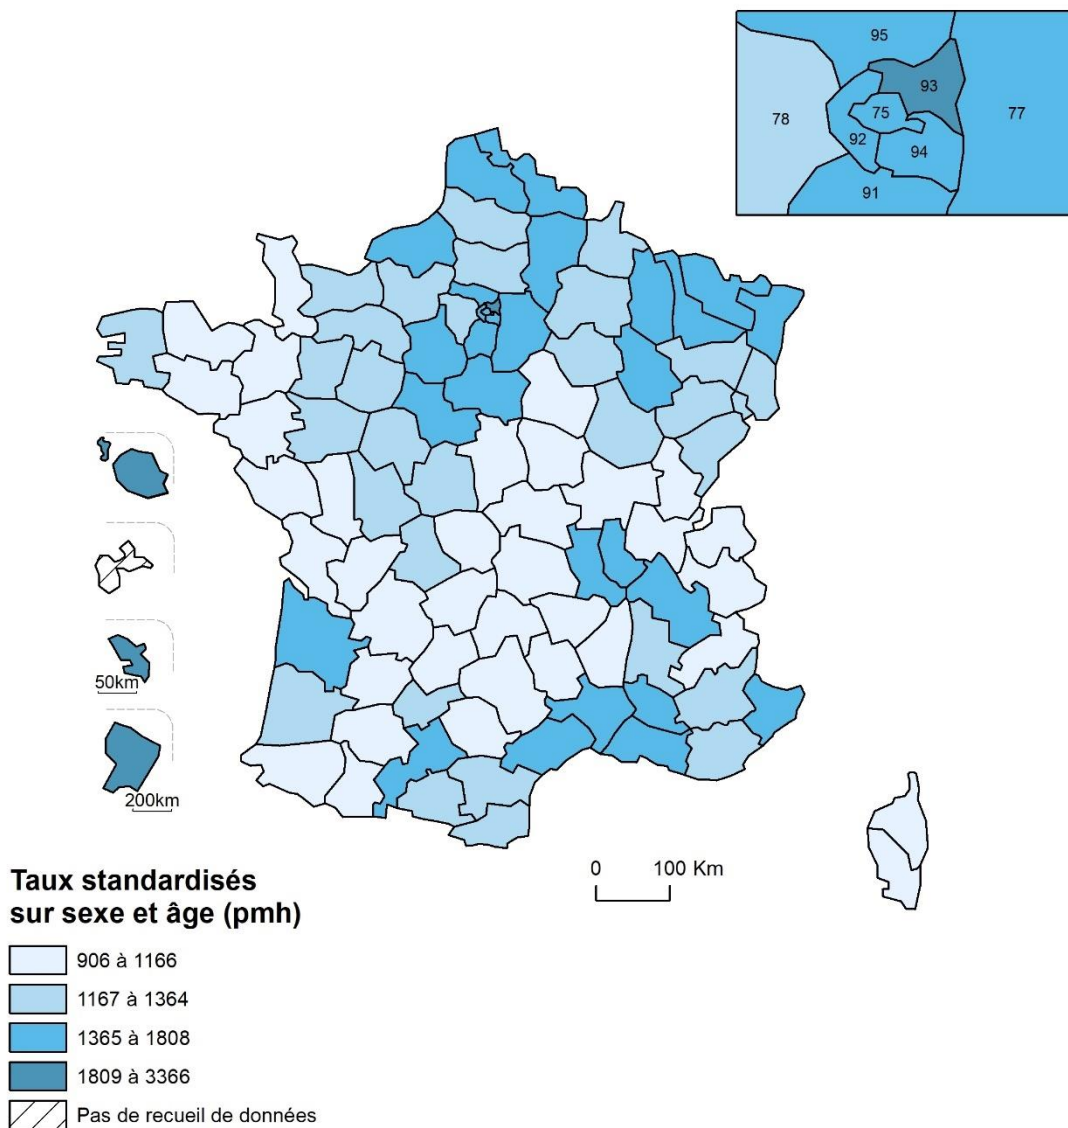 95
93
78
75
77
92
94
91
50km
200km
0 100 Km
Taux standardisés
sur sexe et âge (pmh)
906 à 1166
1167 à 1364
1365 à 1808
1809 à 3366
Pas de recueil de données